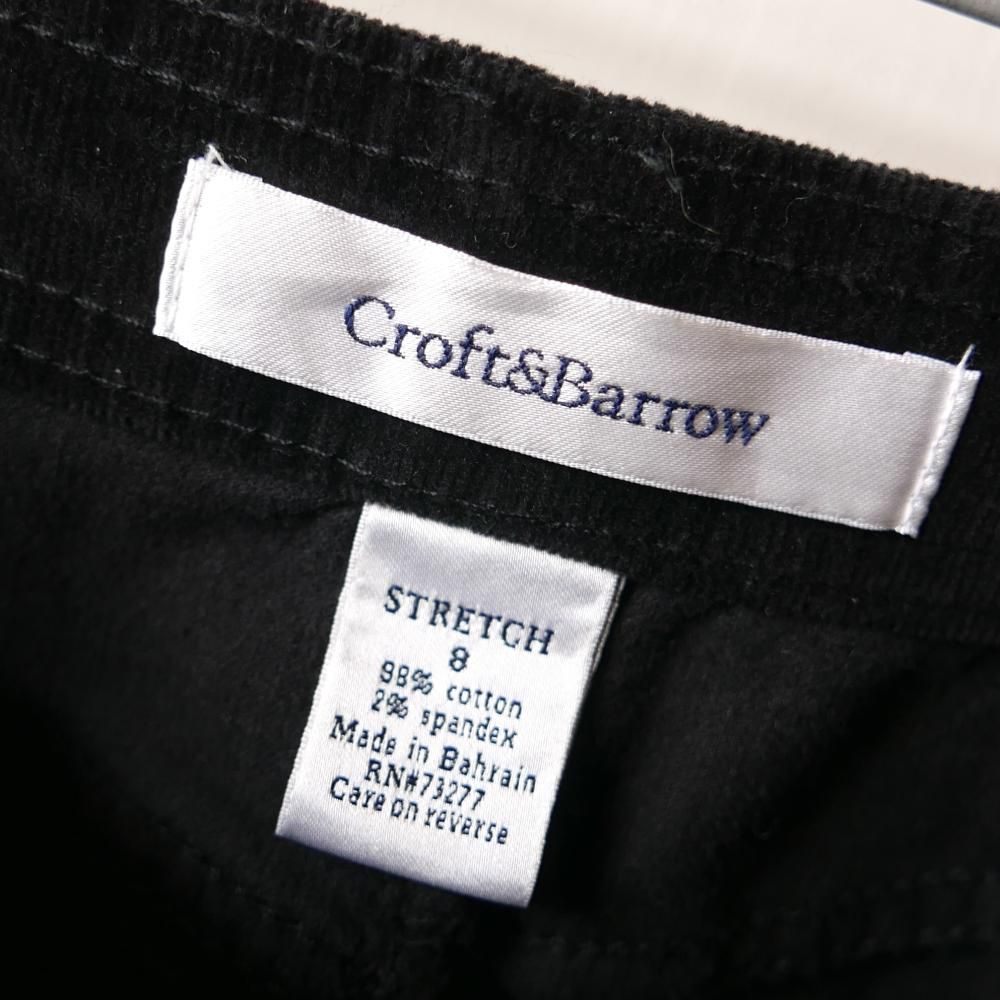 Croft&Barrow
STRETCH
8
98% cotton
2% spandex
Made in Bahrain
RN#73277
Care on reverse